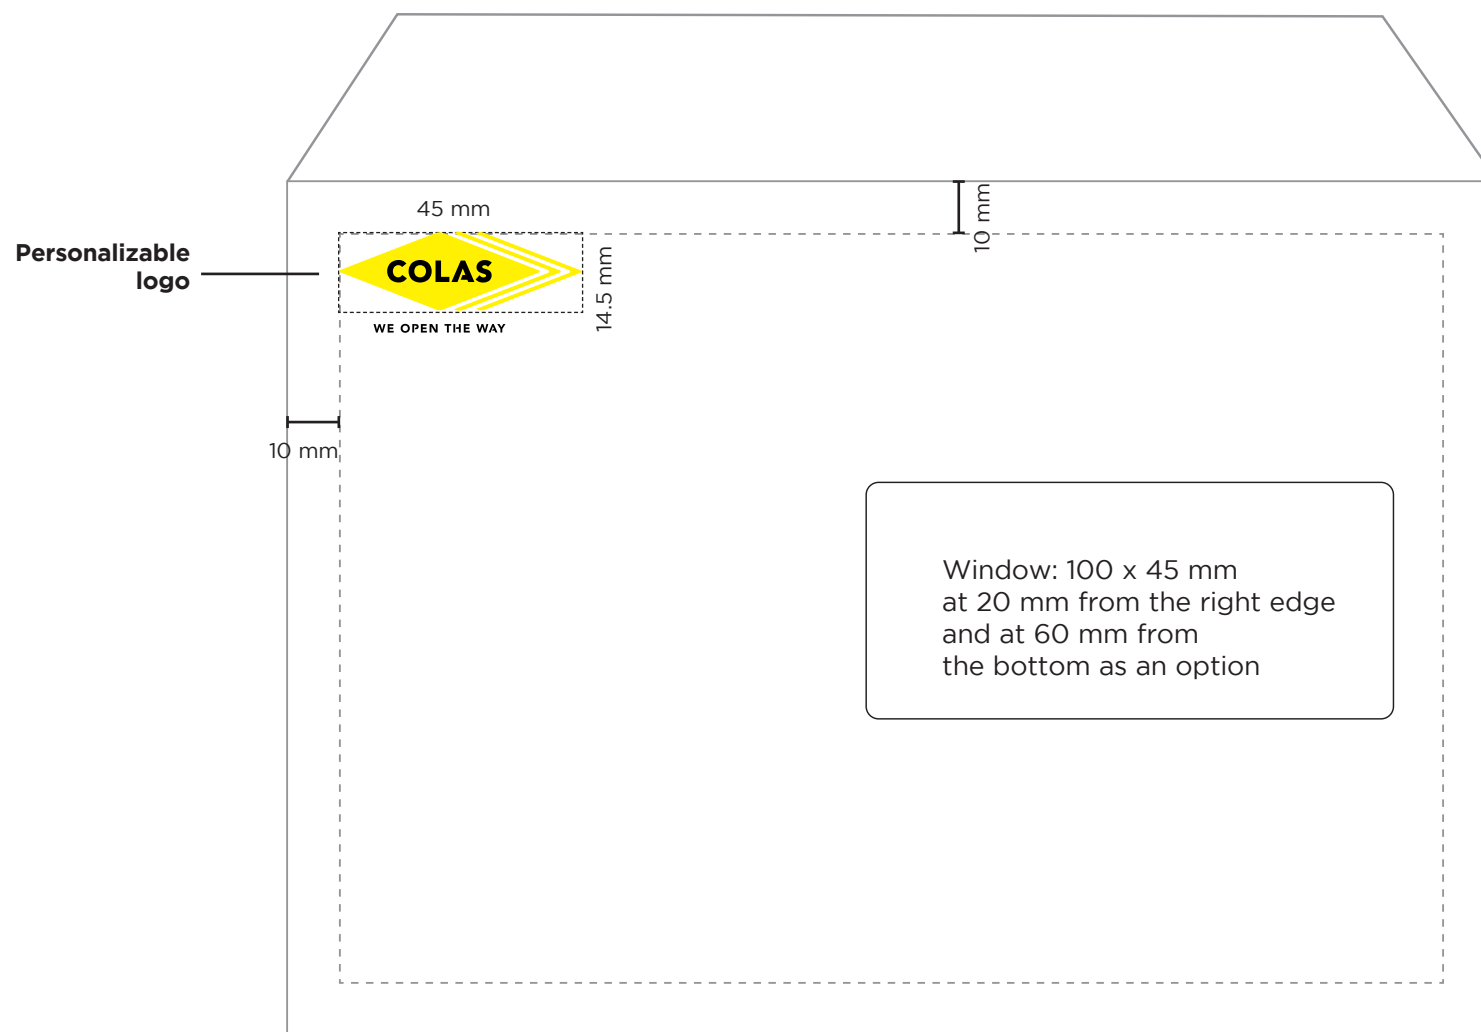 45 mm
10 mm
Personalizable
logo
COLAS
14.5 mm
WE OPEN THE WAY
10 mm
Window: 100 x 45 mm
at 20 mm from the right edge
and at 60 mm from
the bottom as an option